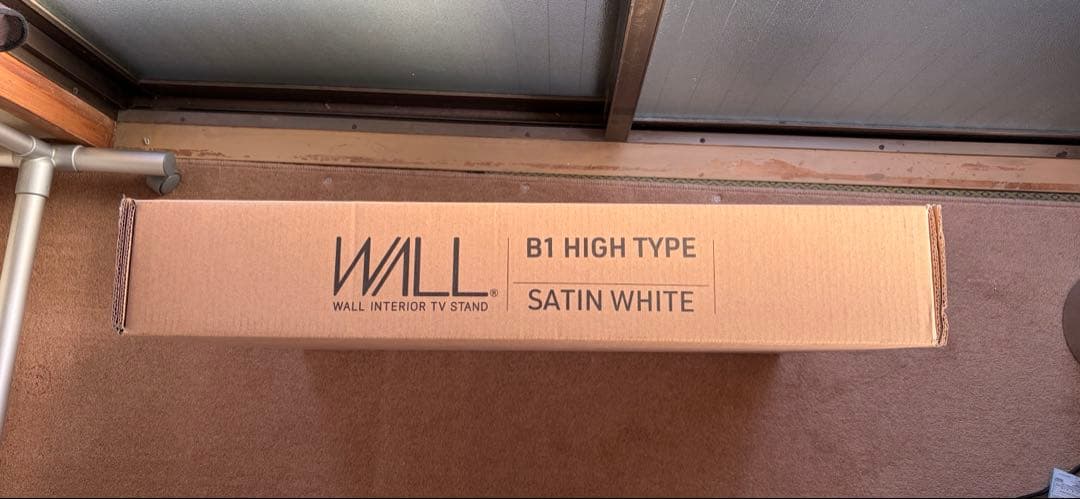 WALL®
WALL INTERIOR TV STAND
B1 HIGH TYPE
SATIN WHITE